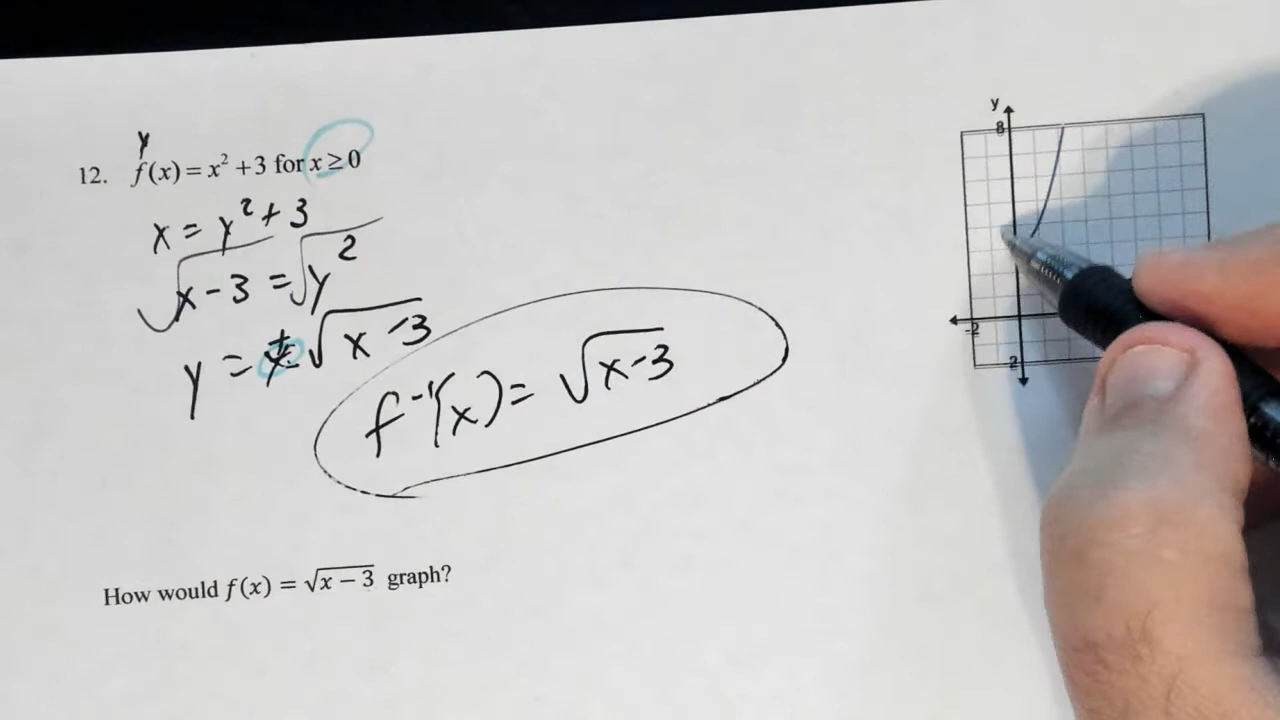 y
12. f(x) = x² + 3 for x ≥ 0
x = y² + 3
√x - 3 = √y²
y = ±√x - 3
f⁻¹(x) = √x - 3
How would f(x) = √x − 3 graph?
y
8
-2
2